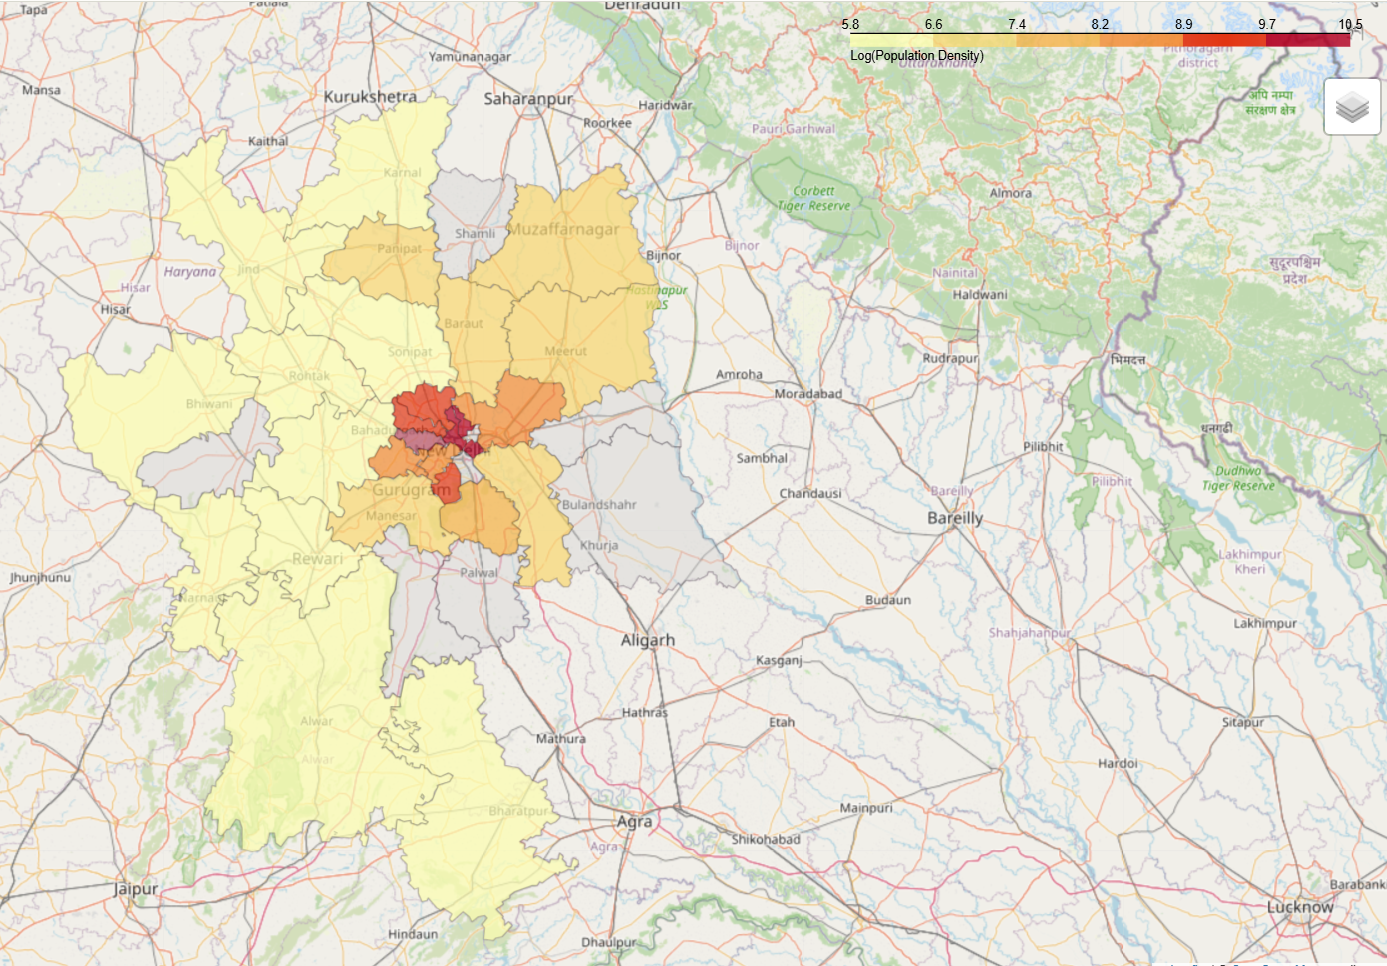 Tapa
Patiala
Dehradun
5.8
6.6
7.4
8.2
8.9
9.7
10.5
Log(Population Density)
Uttarakhand
Pithoragarh
district
Yamunanagar
Mansa
Kurukshetra
Saharanpur
Haridwār
अपि नम्पा
संरक्षण क्षेत्र
Roorkee
Pauri Garhwal
Kaithal
Karnal
Corbett
Tiger Reserve
Almora
Shamli
Muzaffarnagar
Panipat
Bijnor
Bijnor
सुदूरपश्चिम
प्रदेश
Haryana
Jind
Nainital
Hisar
Hastinapur
WLS
Haldwani
Hisar
Baraut
Sonipat
Meerut
Rudrapur
भिमदत्त
Rohtak
Amroha
Moradabad
Bhiwani
धनगढी
Pilibhit
Sambhal
Dudhwa
Tiger Reserve
Pilibhit
Gurugram
Chandausi
Bareilly
Bulandshahr
Manesar
Bareilly
Khurja
Rewari
Lakhimpur
Kheri
Jhunjhunu
Palwal
Narnaul
Budaun
Lakhimpur
Aligarh
Shahjahanpur
Kasganj
Hathras
Alwar
Etah
Sitapur
Mathura
Alwar
Hardoi
Bharatpur
Mainpuri
Agra
Shikohabad
Agra
Jaipur
Barabanki
Lucknow
Hindaun
Dhaulpur